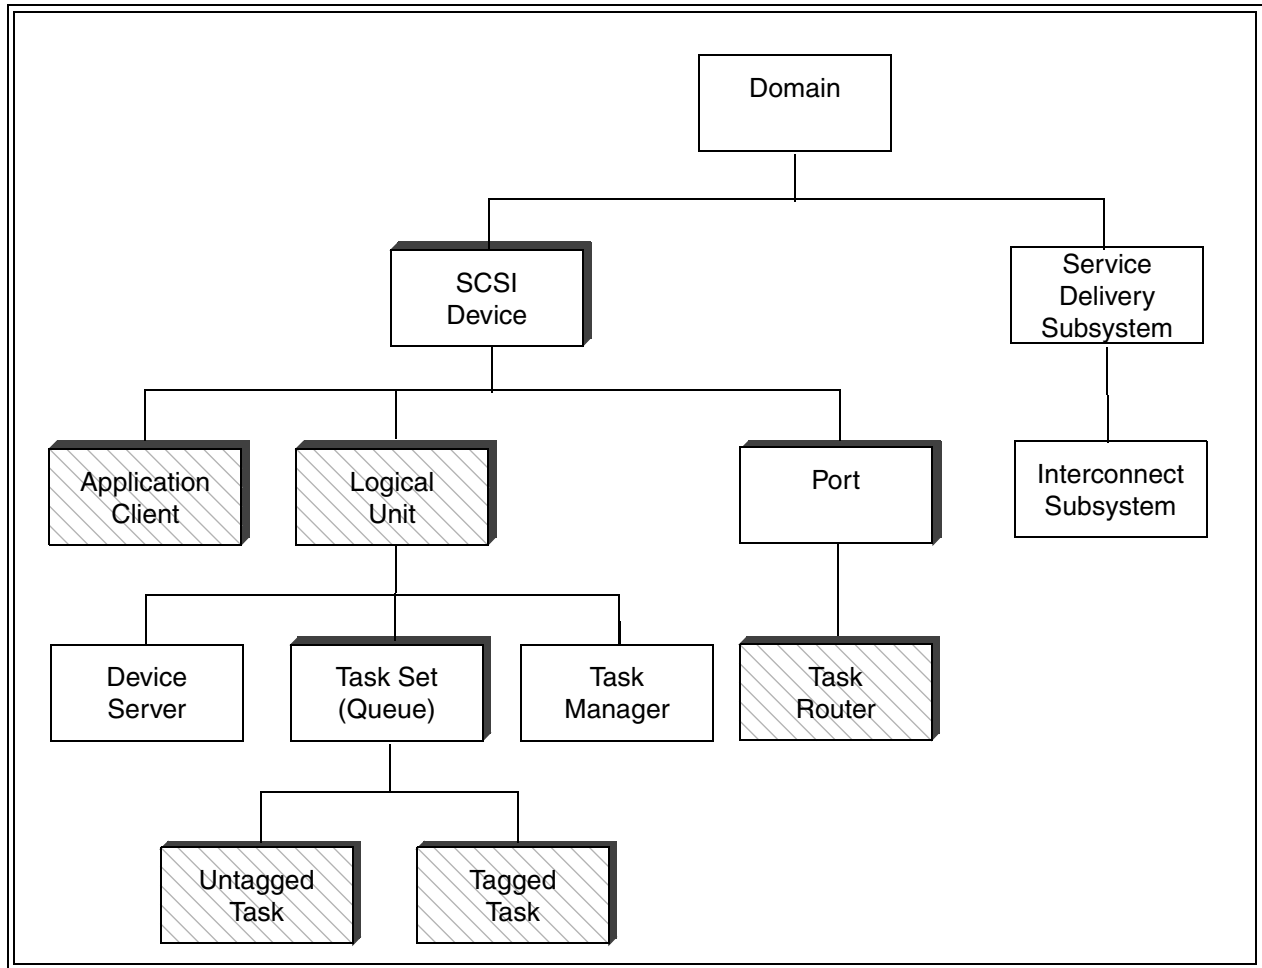 Domain
SCSI
Device
Service
Delivery
Subsystem
Application
Client
Logical
Unit
Port
Interconnect
Subsystem
Device
Server
Task Set
(Queue)
Task
Manager
Task
Router
Untagged
Task
Tagged
Task